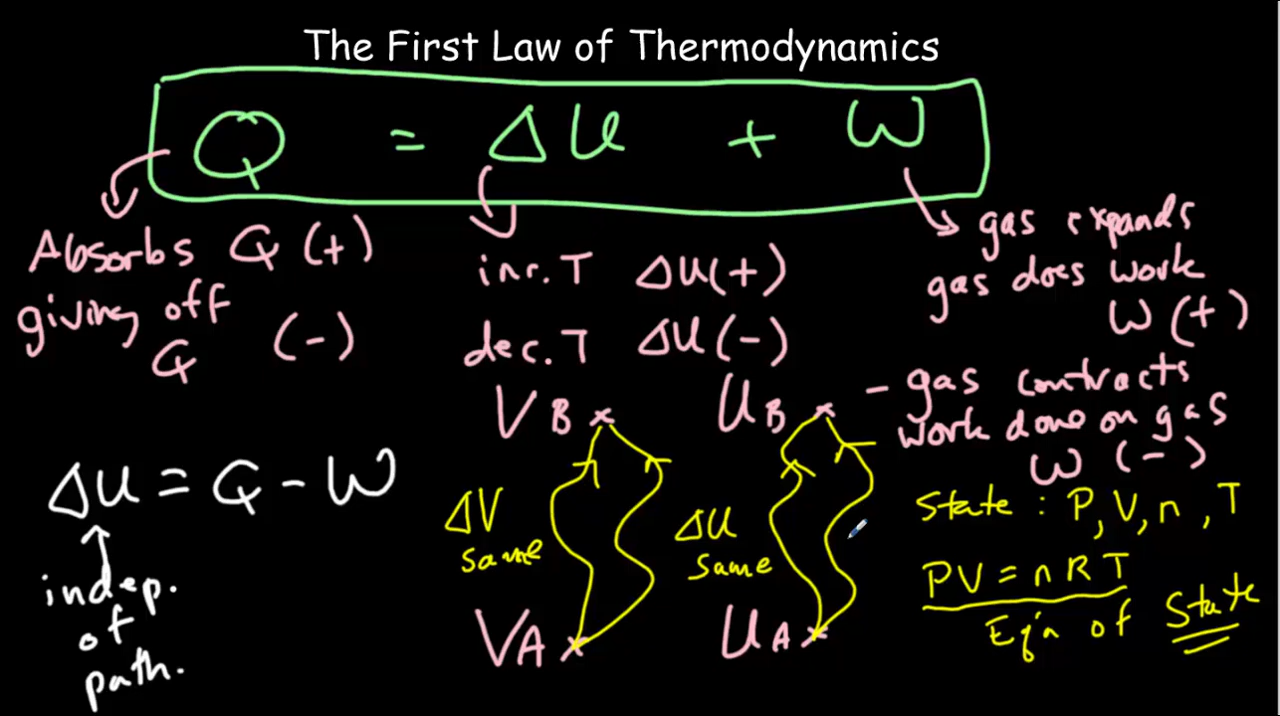 The First Law of Thermodynamics
Q = ΔU + W
Absorbs Q (+)
giving off
Q (-)
inr. T ΔU(+)
dec. T ΔU(-)
gas expands
gas does work
W (+)
- gas contracts
work done on gas
W (-)
ΔU = Q - W
indep.
of
path.
VB
ΔV
same
VA
UB
ΔU
same
UA
State : P, V, n, T
PV = nRT
Eq'n of State